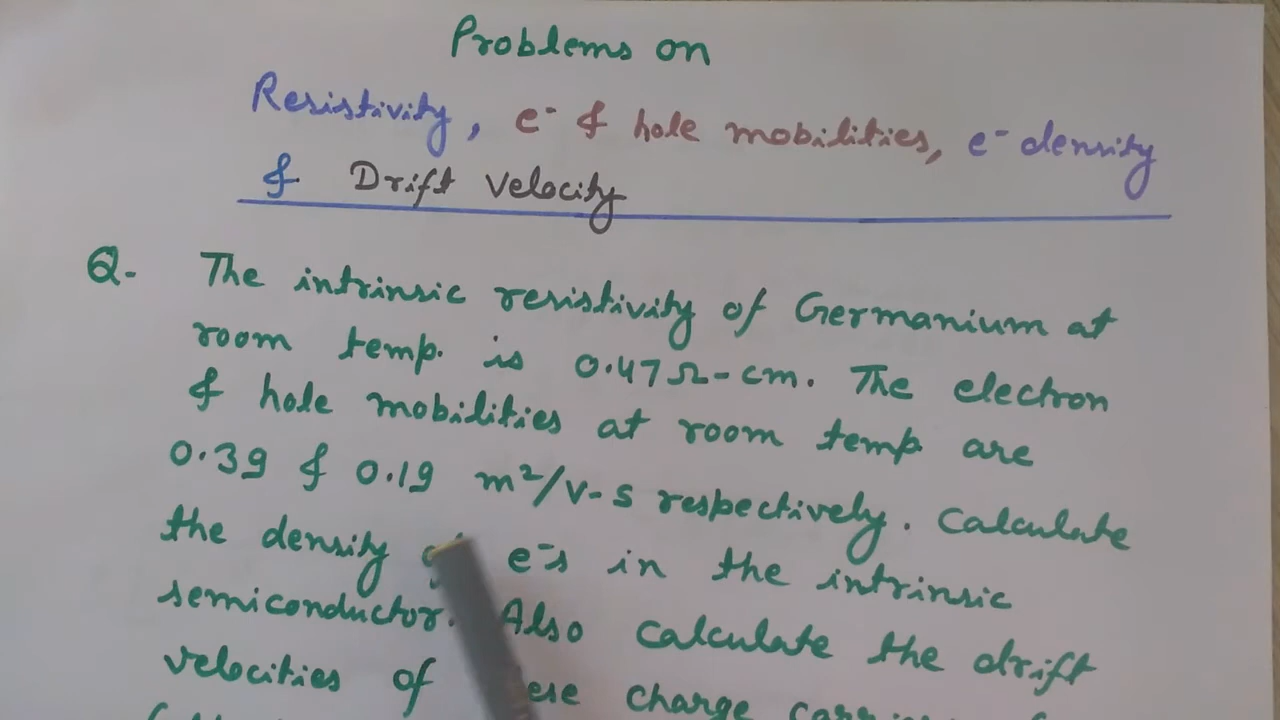 Problems on
Resistivity, e⁻ & hole mobilities, e⁻ density
& Drift Velocity
Q. The intrinsic resistivity of Germanium at
room temp. is 0.47Ω-cm. The electron
& hole mobilities at room temp. are
0.39 & 0.19 m²/V-s respectively. Calculate
the density e⁻s in the intrinsic
semiconductor. Also calculate the drift
velocities of charge